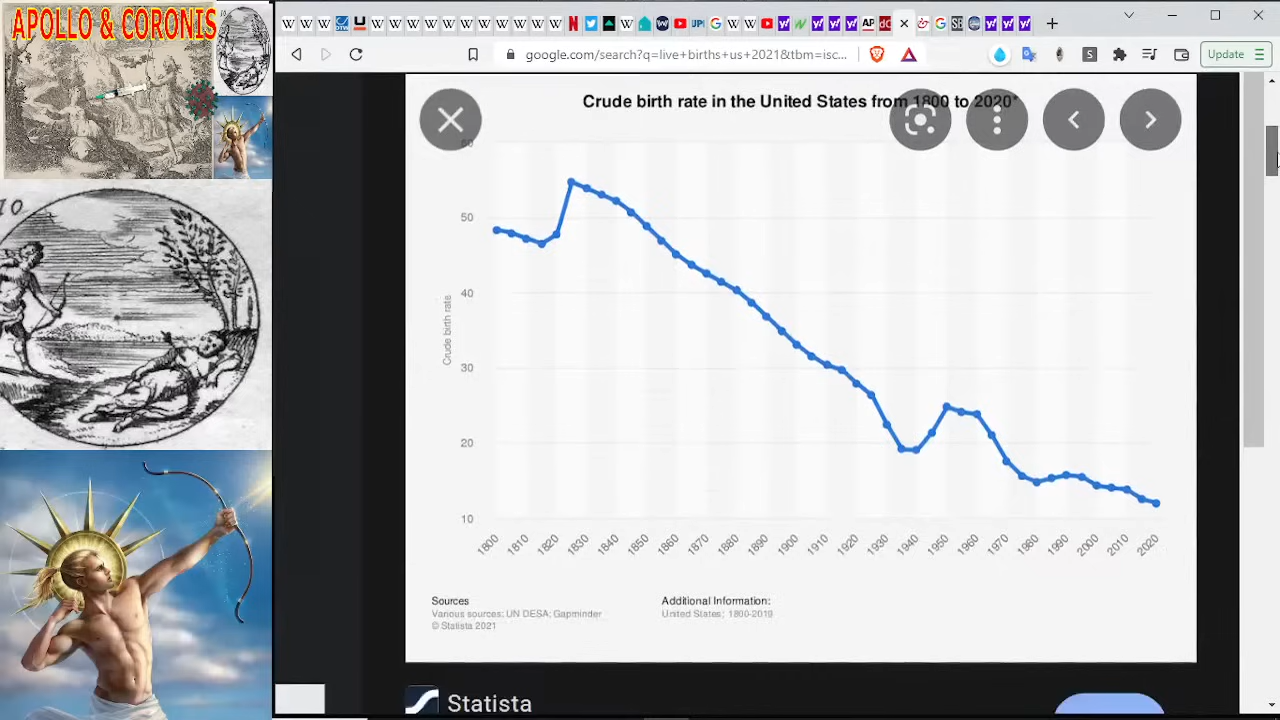 APOLLO & CORONIS
10
google.com/search?q=live+births+us+2021&tbm=isc...
Update
Crude birth rate in the United States from 1800 to 2020*
60
50
40
30
20
10
Crude birth rate
1800 1810 1820 1830 1840 1850 1860 1870 1880 1890 1900 1910 1920 1930 1940 1950 1960 1970 1980 1990 2000 2010 2020
Sources
Various sources; UN DESA; Gapminder
© Statista 2021
Additional Information:
United States; 1800-2019
Statista